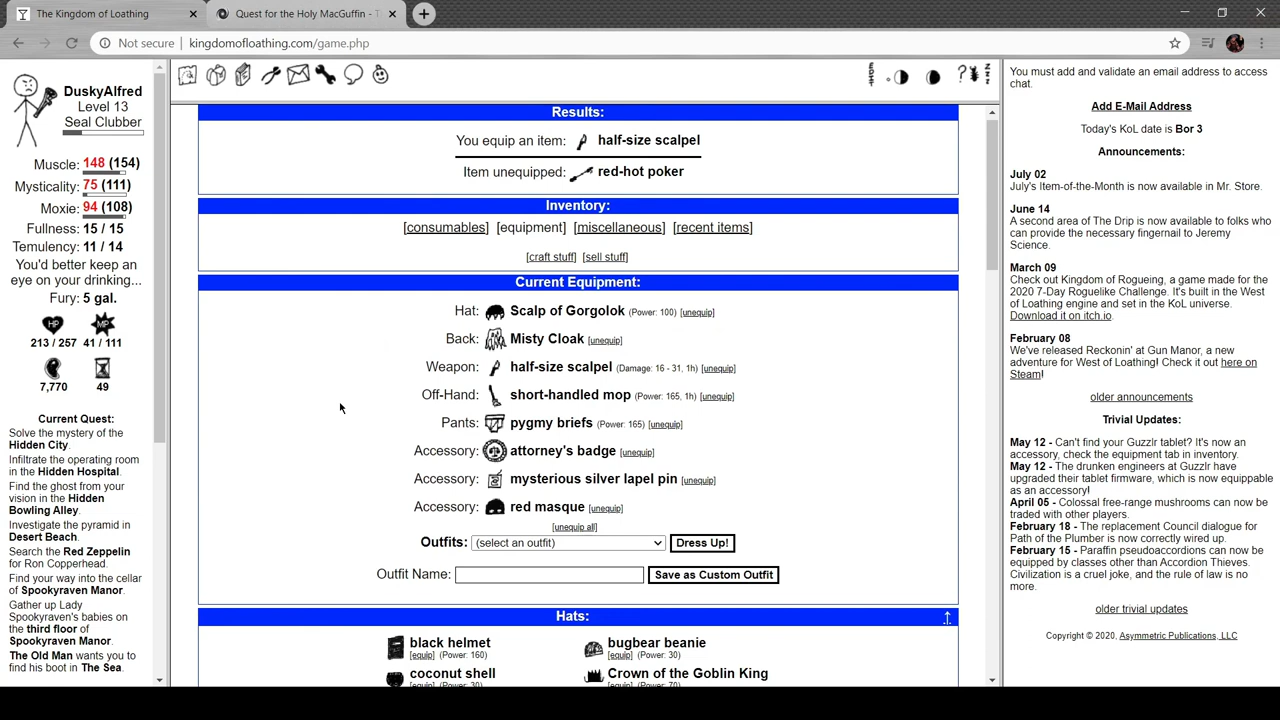 The Kingdom of Loathing
Quest for the Holy MacGuffin - T
Not secure | kingdomofloathing.com/game.php
DuskyAlfred
Level 13
Seal Clubber
Muscle: 148 (154)
Mysticality: 75 (111)
Moxie: 94 (108)
Fullness: 15 / 15
Temulency: 11 / 14
You'd better keep an
eye on your drinking...
Fury: 5 gal.
HP MP
213 / 257 41 / 111
7,770 49
Current Quest:
Solve the mystery of the
Hidden City.
Infiltrate the operating room
in the Hidden Hospital.
Find the ghost from your
vision in the Hidden
Bowling Alley.
Investigate the pyramid in
Desert Beach.
Search the Red Zeppelin
for Ron Copperhead.
Find your way into the cellar
of Spookyraven Manor.
Gather up Lady
Spookyraven's babies on
the third floor of
Spookyraven Manor.
The Old Man wants you to
find his boot in The Sea.
Results:
You equip an item: half-size scalpel
Item unequipped: red-hot poker
Inventory:
[consumables] [equipment] [miscellaneous] [recent items]
[craft stuff] [sell stuff]
Current Equipment:
Hat: Scalp of Gorgolok (Power: 100) [unequip]
Back: Misty Cloak [unequip]
Weapon: half-size scalpel (Damage: 16 - 31, 1h) [unequip]
Off-Hand: short-handled mop (Power: 165, 1h) [unequip]
Pants: pygmy briefs (Power: 165) [unequip]
Accessory: attorney's badge [unequip]
Accessory: mysterious silver lapel pin [unequip]
Accessory: red masque [unequip]
[unequip all]
Outfits: (select an outfit) Dress Up!
Outfit Name: Save as Custom Outfit
Hats:
black helmet bugbear beanie
[equip] (Power: 160) [equip] (Power: 30)
coconut shell Crown of the Goblin King
[equip] (Power: 30) [equip] (Power: 70)
You must add and validate an email address to access
chat.
Add E-Mail Address
Today's KoL date is Bor 3
Announcements:
July 02
July's Item-of-the-Month is now available in Mr. Store.
June 14
A second area of The Drip is now available to folks who
can provide the necessary fingernail to Jeremy
Science.
March 09
Check out Kingdom of Rogueing, a game made for the
2020 7-Day Roguelike Challenge. It's built in the West
of Loathing engine and set in the KoL universe.
Download it on itch.io.
February 08
We've released Reckonin' at Gun Manor, a new
adventure for West of Loathing! Check it out here on
Steam!
older announcements
Trivial Updates:
May 12 - Can't find your Guzzlr tablet? It's now an
accessory, check the equipment tab in inventory.
May 12 - The drunken engineers at Guzzlr have
upgraded their tablet firmware, which is now equippable
as an accessory!
April 05 - Colossal free-range mushrooms can now be
traded with other players.
February 18 - The replacement Council dialogue for
Path of the Plumber is now correctly wired up.
February 15 - Paraffin pseudoaccordions can now be
equipped by classes other than Accordion Thieves.
Civilization is a cruel joke, and the rule of law is no
more.
older trivial updates
Copyright © 2020, Asymmetric Publications, LLC